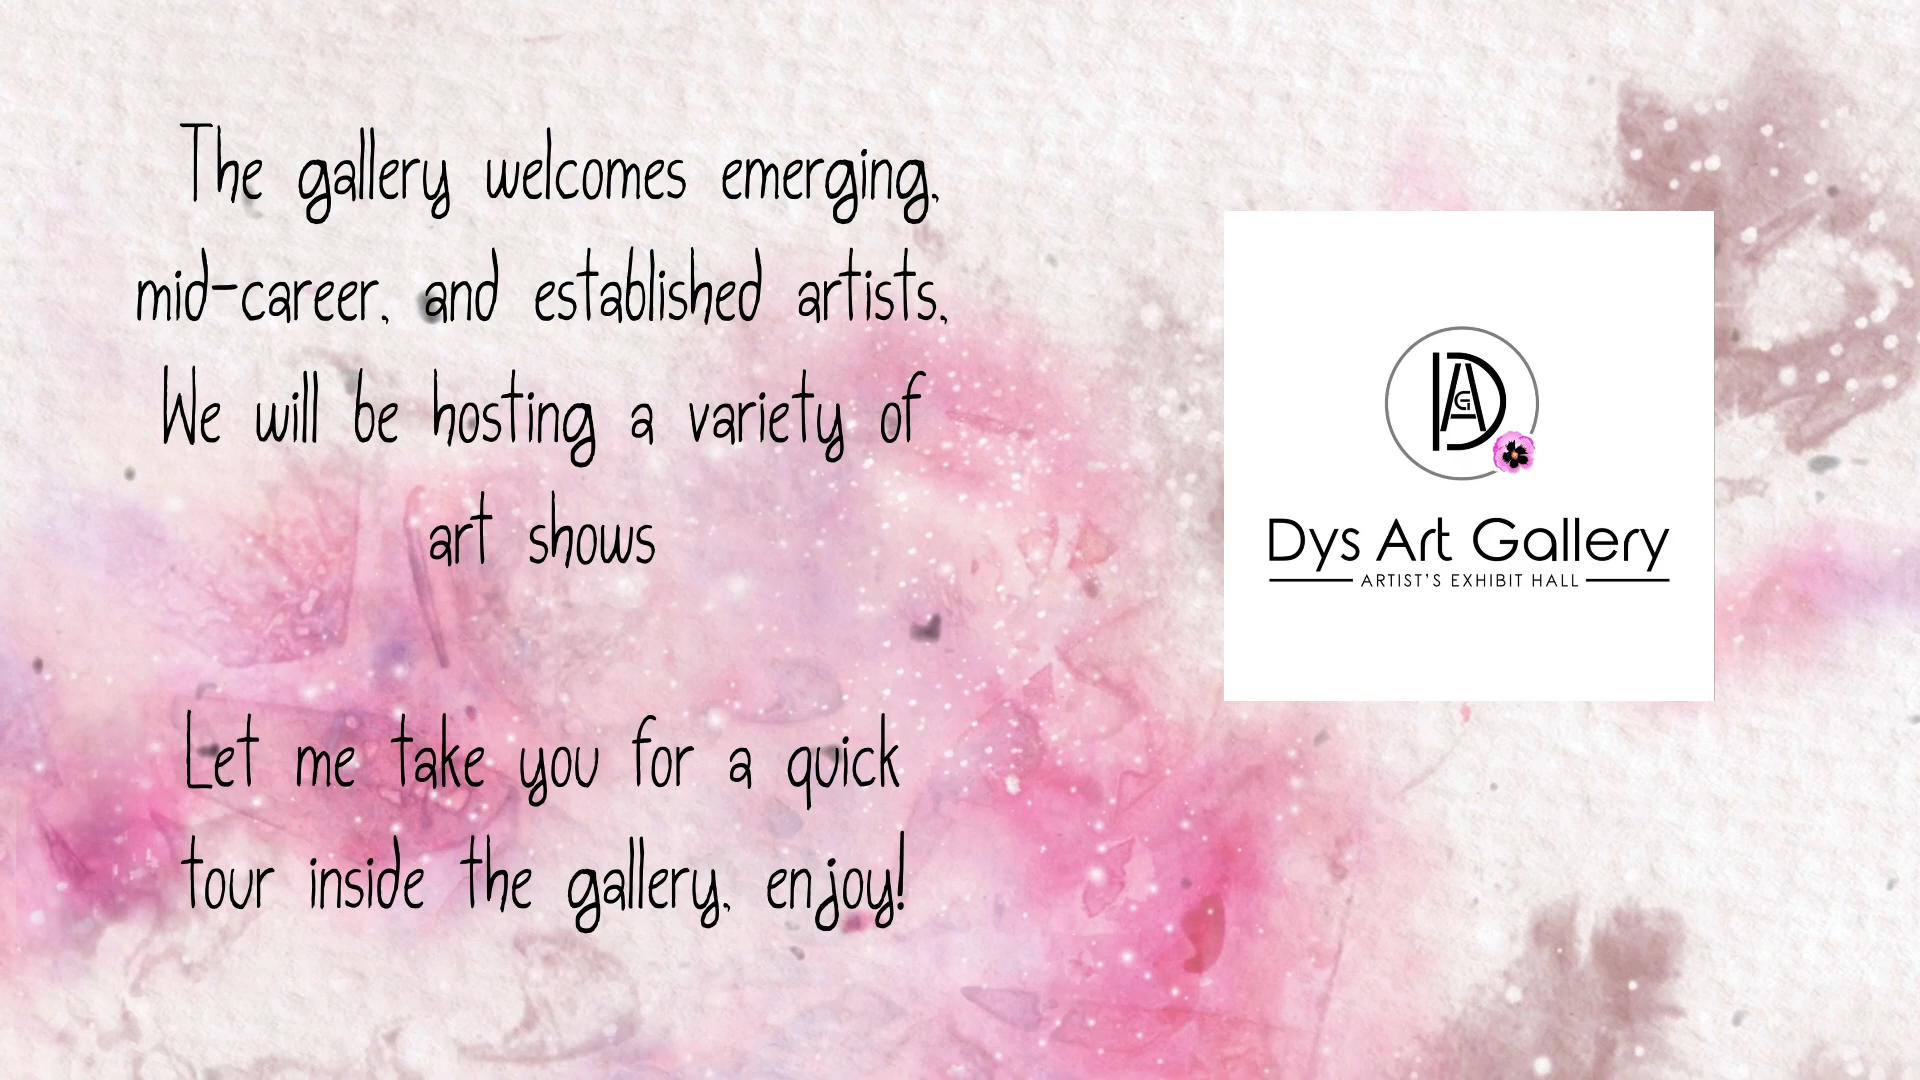 The gallery welcomes emerging,
mid-career, and established artists,
We will be hosting a variety of
art shows
Let me take you for a quick
tour inside the gallery, enjoy!
DAG
Dys Art Gallery
ARTIST'S EXHIBIT HALL